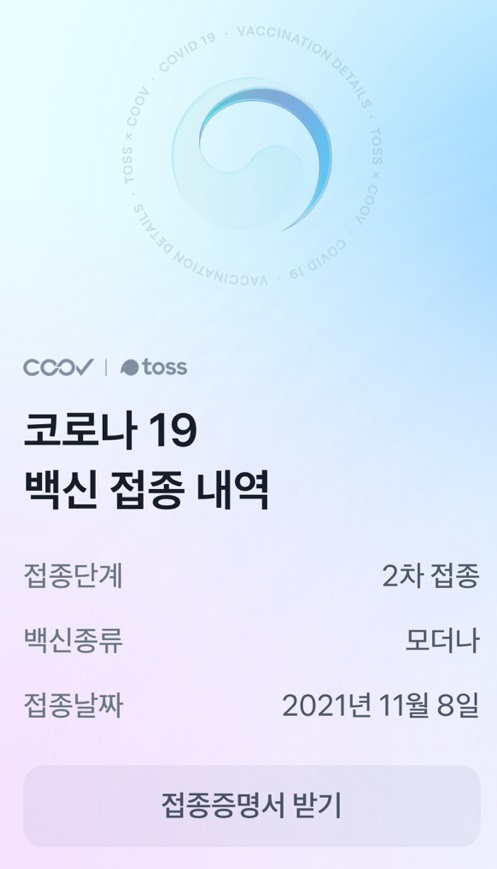 COVID 19 · VACCINATION DETAILS · TOSS × COOV · COVID 19 · VACCINATION DETAILS · TOSS × COOV ·
COOV | toss
코로나 19
백신 접종 내역
접종단계 2차 접종
백신종류 모더나
접종날짜 2021년 11월 8일
접종증명서 받기